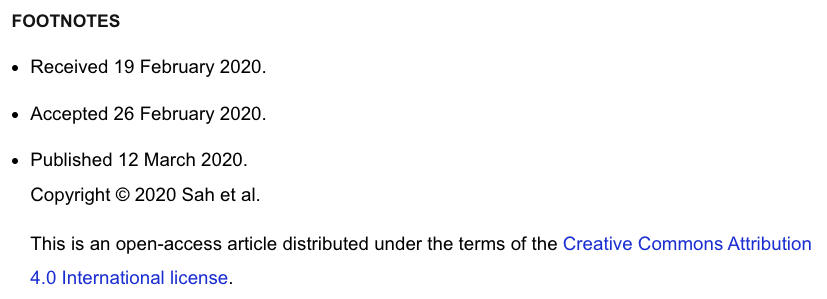 FOOTNOTES
• Received 19 February 2020.
• Accepted 26 February 2020.
• Published 12 March 2020.
Copyright © 2020 Sah et al.
This is an open-access article distributed under the terms of the Creative Commons Attribution
4.0 International license.